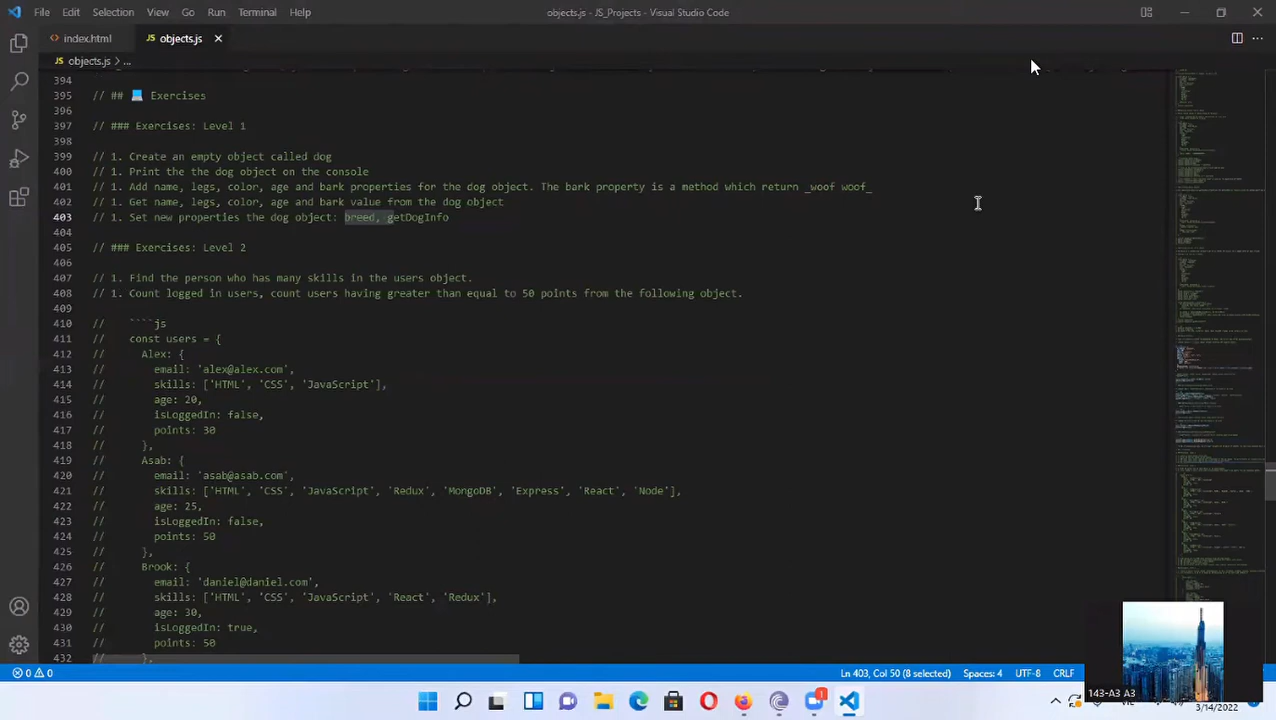 File Edit Selection View Go Run Terminal Help
objects.js - JS_Projects - Visual Studio Code
index.html
objects.js
objects.js > ...
394
395 // ## 💻 Exercises
396
397 // ### Exercises: Level 1
398
399 // 1. Create an empty object called dog
400 // 1. Print the the dog object on the console
401 // 1. Add name, legs, color, age and bark properties for the dog object. The bark property is a method which return _woof woof_
402 // 1. Get name, legs, color, age and bark value from the dog object
403 // 1. Set new properties the dog object: breed, getDogInfo
404
405 // ### Exercises: Level 2
406
407 // 1. Find the person who has many skills in the users object.
408 // 1. Count logged in users, count users having greater than equal to 50 points from the following object.
409
410 // ````js
411 // const users = {
412 // Alex: {
413 // email: 'alex@alex.com',
414 // skills: ['HTML', 'CSS', 'JavaScript'],
415 // age: 20,
416 // isLoggedIn: false,
417 // points: 30
418 // },
419 // Asab: {
420 // email: 'asab@asab.com',
421 // skills: ['HTML', 'CSS', 'JavaScript', 'Redux', 'MongoDB', 'Express', 'React', 'Node'],
422 // age: 25,
423 // isLoggedIn: false,
424 // points: 50
425 // },
426 // Brook: {
427 // email: 'daniel@daniel.com',
428 // skills: ['HTML', 'CSS', 'JavaScript', 'React', 'Redux'],
429 // age: 30,
430 // isLoggedIn: true,
431 // points: 50
432 // },
0 0
Ln 403, Col 50 (8 selected) Spaces: 4 UTF-8 CRLF
143-A3 A3
1
3/14/2022